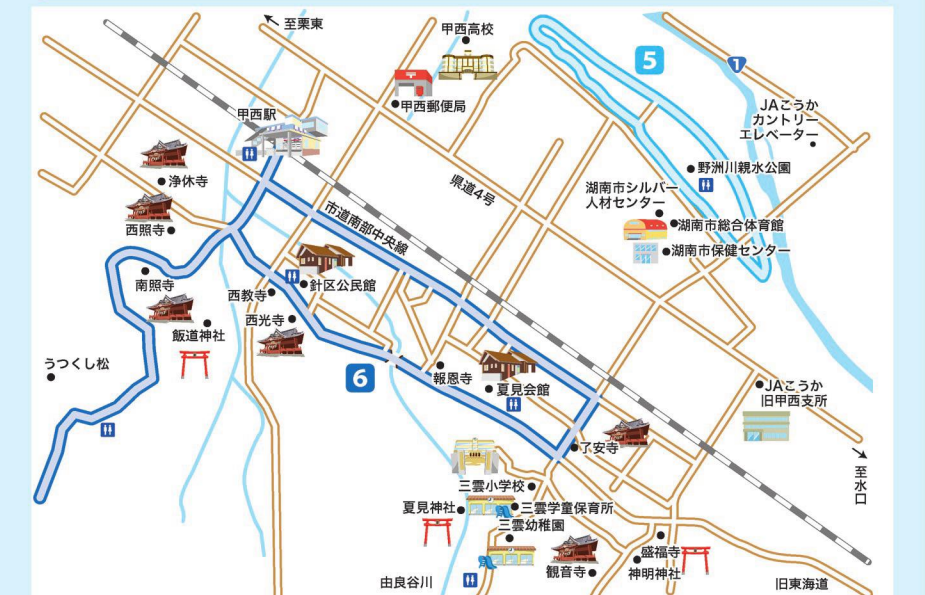 至栗東
甲西高校
5
1
甲西郵便局
JAこうか
カントリー
エレベーター
甲西駅
浄休寺
県道4号
野洲川親水公園
湖南市シルバー
人材センター
西照寺
市道南部中央線
湖南市総合体育館
湖南市保健センター
南照寺
針区公民館
西教寺
西光寺
飯道神社
うつくし松
6
報恩寺
夏見会館
JAこうか
旧甲西支所
了安寺
至水口
三雲小学校
夏見神社
三雲学童保育所
三雲幼稚園
盛福寺
観音寺
神明神社
由良谷川
旧東海道